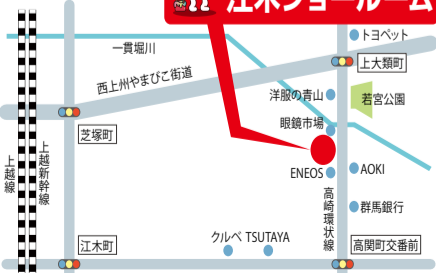 江木ショールーム
トヨペット
一貫堀川
上大類町
西上州やまびこ街道
洋服の青山
若宮公園
眼鏡市場
芝塚町
ENEOS
AOKI
上越線
上越新幹線
高崎環状線
群馬銀行
江木町
クルベ TSUTAYA
高関町交番前